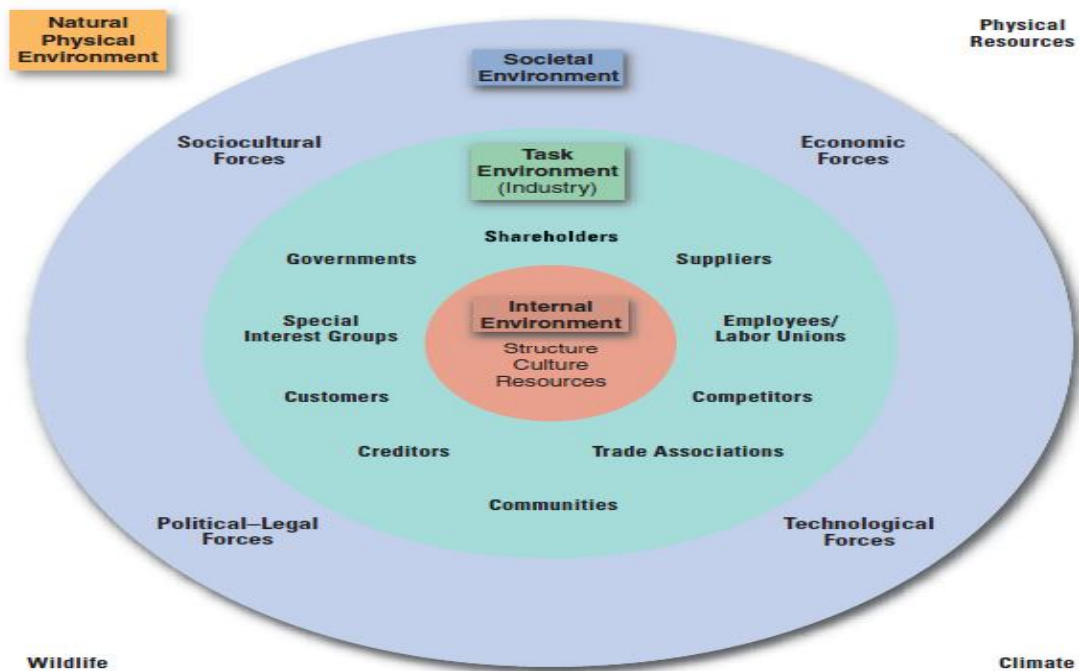 Natural
Physical
Environment
Physical
Resources
Societal
Environment
Sociocultural
Forces
Economic
Forces
Task
Environment
(Industry)
Shareholders
Governments
Suppliers
Internal
Environment
Structure
Culture
Resources
Special
Interest Groups
Employees/
Labor Unions
Customers
Competitors
Creditors
Trade Associations
Communities
Political–Legal
Forces
Technological
Forces
Wildlife
Climate